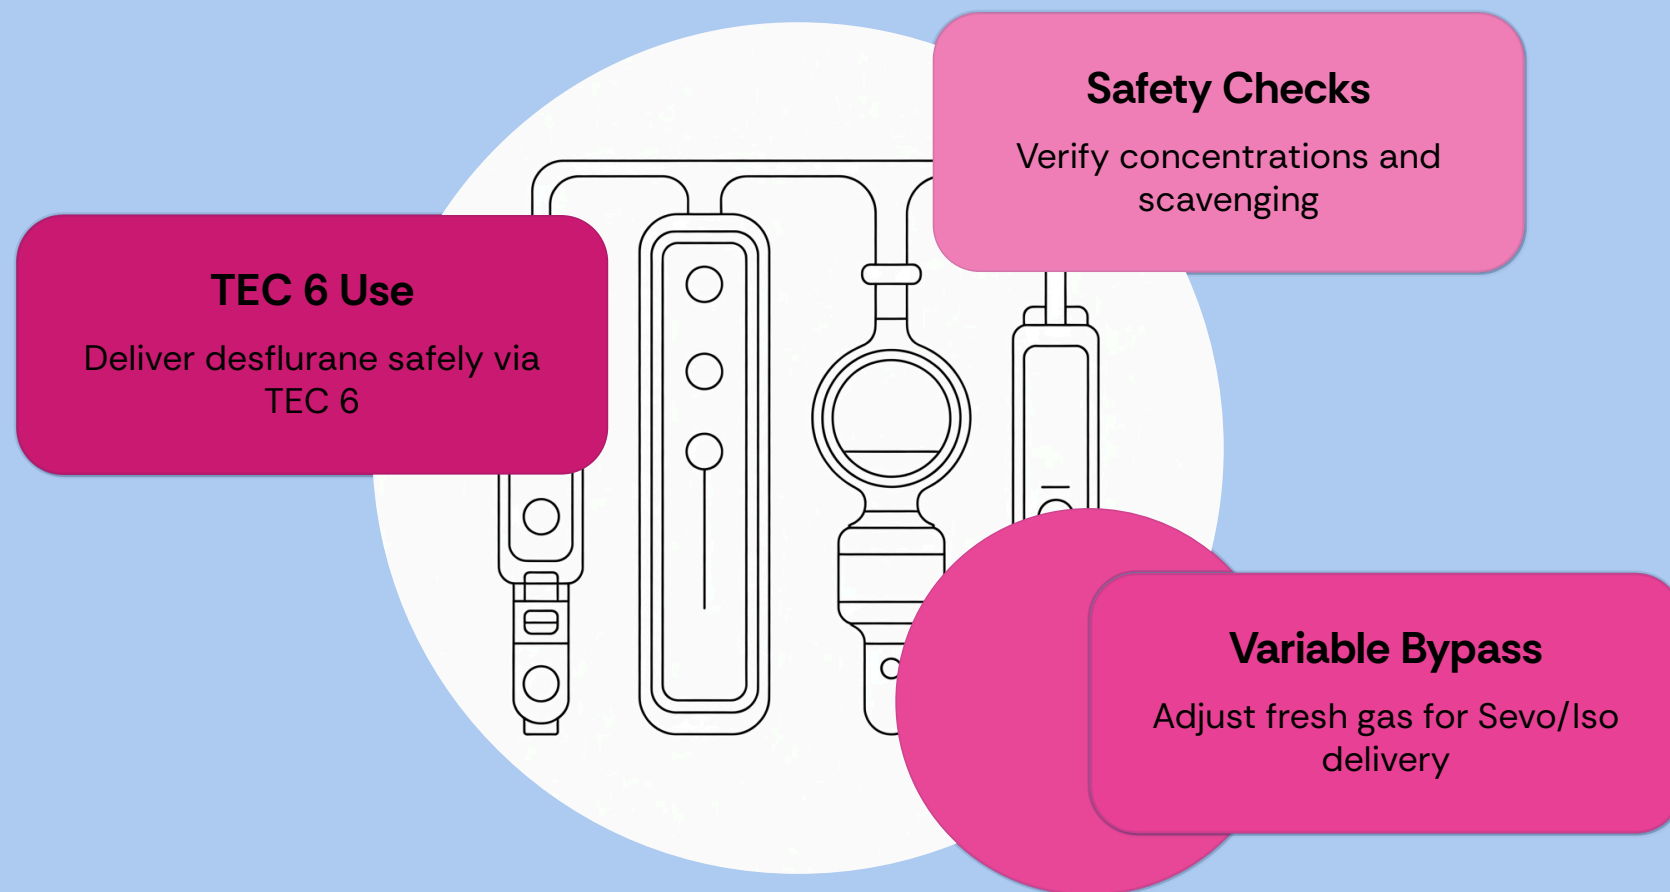 Safety Checks
Verify concentrations and
scavenging
TEC 6 Use
Deliver desflurane safely via
TEC 6
Variable Bypass
Adjust fresh gas for Sevo/Iso
delivery